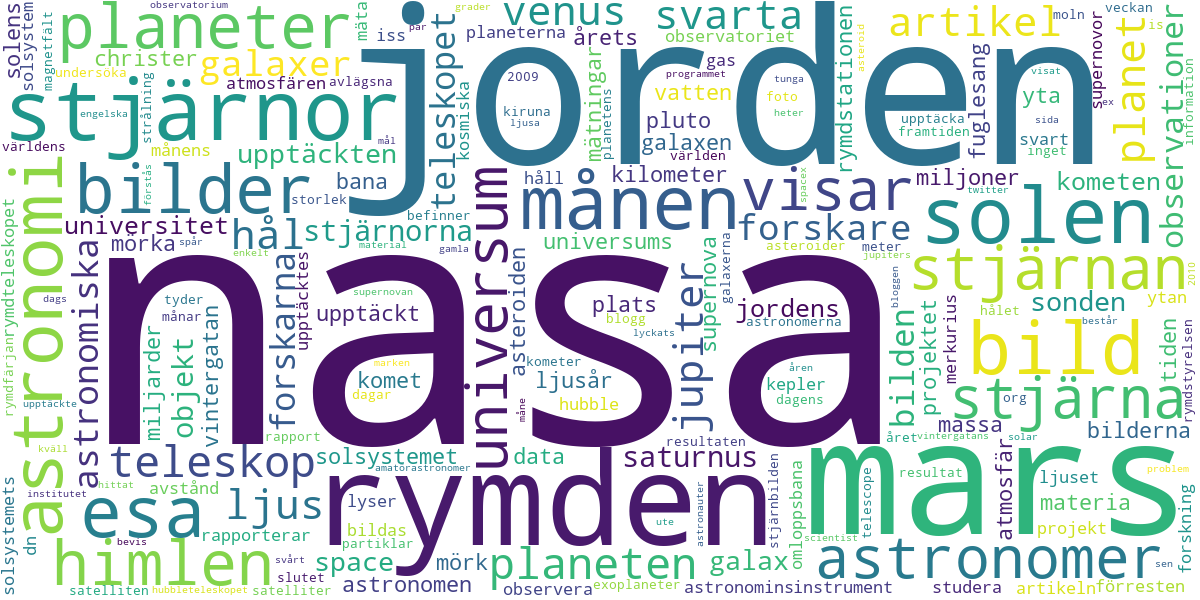 nasa
jorden
mars
rymden
stjärnor
planeter
astronomi
bilder
månen
solen
bild
stjärnan
stjärna
himlen
esa
teleskop
universum
planeten
astronomer
visar
forskare
svarta
venus
artikel
planet
observationer
galaxer
christer
solens
solsystem
magnetfält
observatorium
undersöka
strålning
engelska
världens
månens
atmosfären
avlägsna
mäta
iss
par
grader
planeterna
årets
observatoriet
teleskopet
kosmiska
mål
2009
kiruna
ljusa
mätningar
planetens
gas
programmet
vatten
tunga
foto
heter
pluto
galaxen
världen
rymdstationen
upptäcka
framtiden
asteroid
fuglesang
visat
yta
sida
svart
inget
moln
veckan
supernovor
ex
is
information
upptäckten
bana
storlek
befinner
håll
kilometer
spacex
miljoner
twitter
kometen
universitet
mörka
spår
hål
stjärnorna
förstås
enkelt
material
gamla
universums
asteroider
meter
jupiters
astronomiska
forskarna
upptäcktes
tyder
månar
supernovan
upptäckt
asteroiden
plats
blogg
lyckats
supernova
galaxerna
jordens
astronomerna
bloggen
merkurius
sonden
hålet
ytan
2010
består
tiden
rymdstyrelsen
rymdteleskopet
rymdfärjan
dags
upptäckte
kväll
miljarder
objekt
vintergatan
marken
komet
dagar
kometer
ljusår
hubble
måne
jupiter
åren
kepler
dagens
bilden
projektet
org
massa
bilderna
året
vintergatans
solar
rapport
hittat
amatörastronomer
solsystemet
data
saturnus
resultaten
stjärnbilden
omloppsbana
telescope
resultat
atmosfär
ljuset
problem
materia
projekt
scientist
forskning
sen
institutet
avstånd
ljus
lyser
bildas
partiklar
rapporterar
bevis
svårt
ute
astronauter
solsystemets
dn
space
mörk
galax
slutet
satelliten
hubbleteleskopet
satelliter
astronomen
observera
exoplaneter
astronominsinstrument
studera
artikeln
förresten